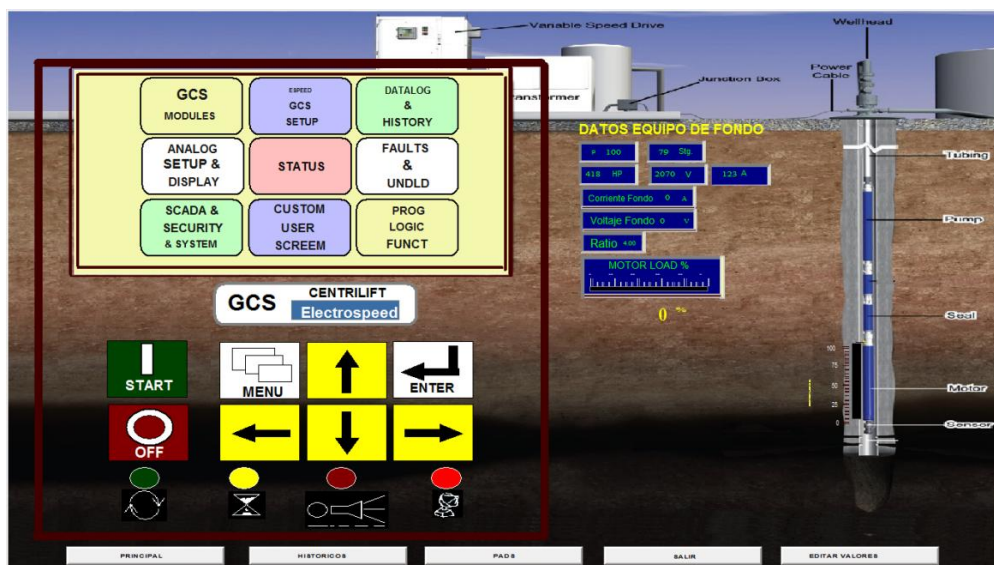 Variable Speed Drive
Wellhead
Power
Cable
Junction Box
Transformer
GCS
MODULES
ESPEED
GCS
SETUP
DATALOG
&
HISTORY
ANALOG
SETUP &
DISPLAY
STATUS
FAULTS
&
UNDLD
SCADA &
SECURITY
& SYSTEM
CUSTOM
USER
SCREEM
PROG
LOGIC
FUNCT
GCS
CENTRILIFT
Electrospeed
START
MENU
ENTER
OFF
DATOS EQUIPO DE FONDO
P 100
79 Stg.
418 HP
2070 V
123 A
Corriente Fondo 0 A
Voltaje Fondo 0 V
Ratio 4.00
MOTOR LOAD %
0 %
Tubing
Pump
Seal
Motor
Sensor
100
75
50
25
0
PRINCIPAL
HISTORICOS
PADS
SALIR
EDITAR VALORES